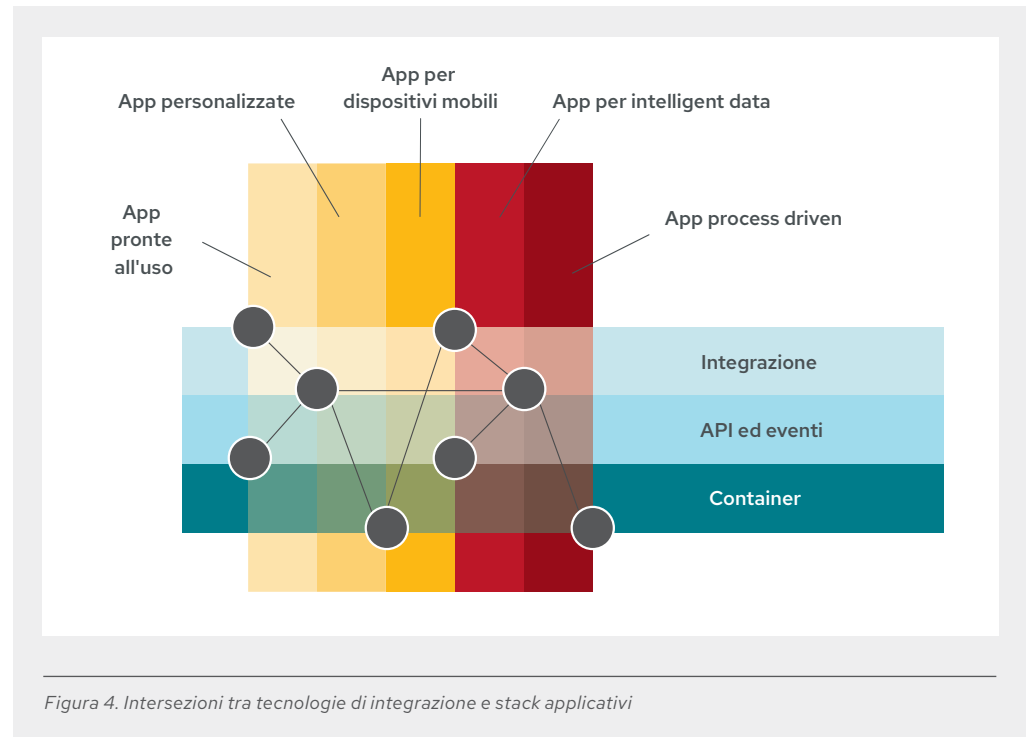 App per
dispositivi mobili
App personalizzate
App per intelligent data
App
pronte
all'uso
App process driven
Integrazione
API ed eventi
Container
Figura 4. Intersezioni tra tecnologie di integrazione e stack applicativi